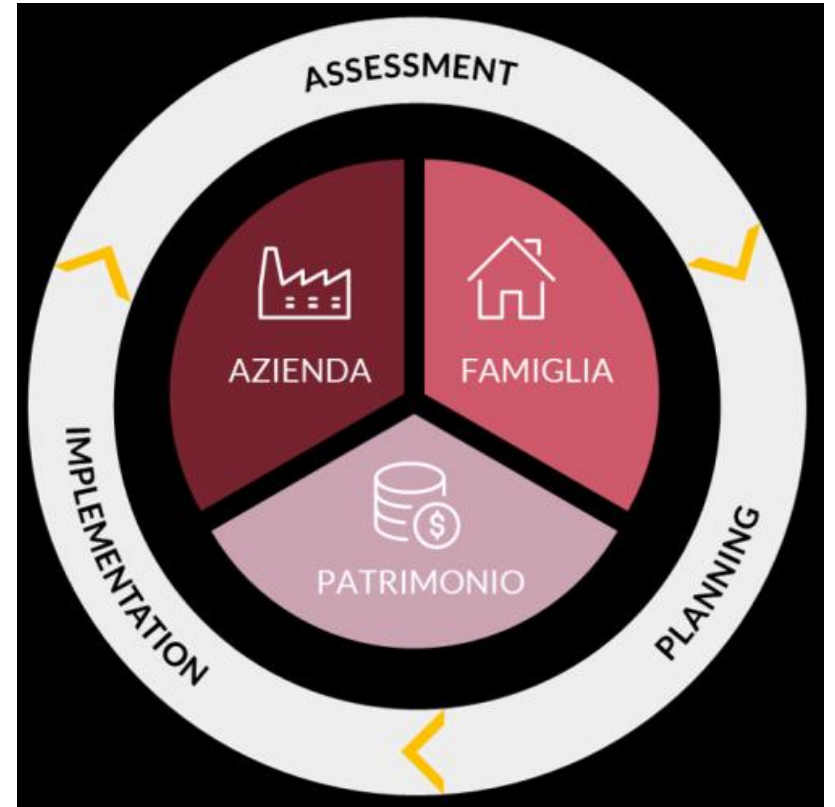 ASSESSMENT
AZIENDA
FAMIGLIA
PATRIMONIO
$
IMPLEMENTATION
PLANNING